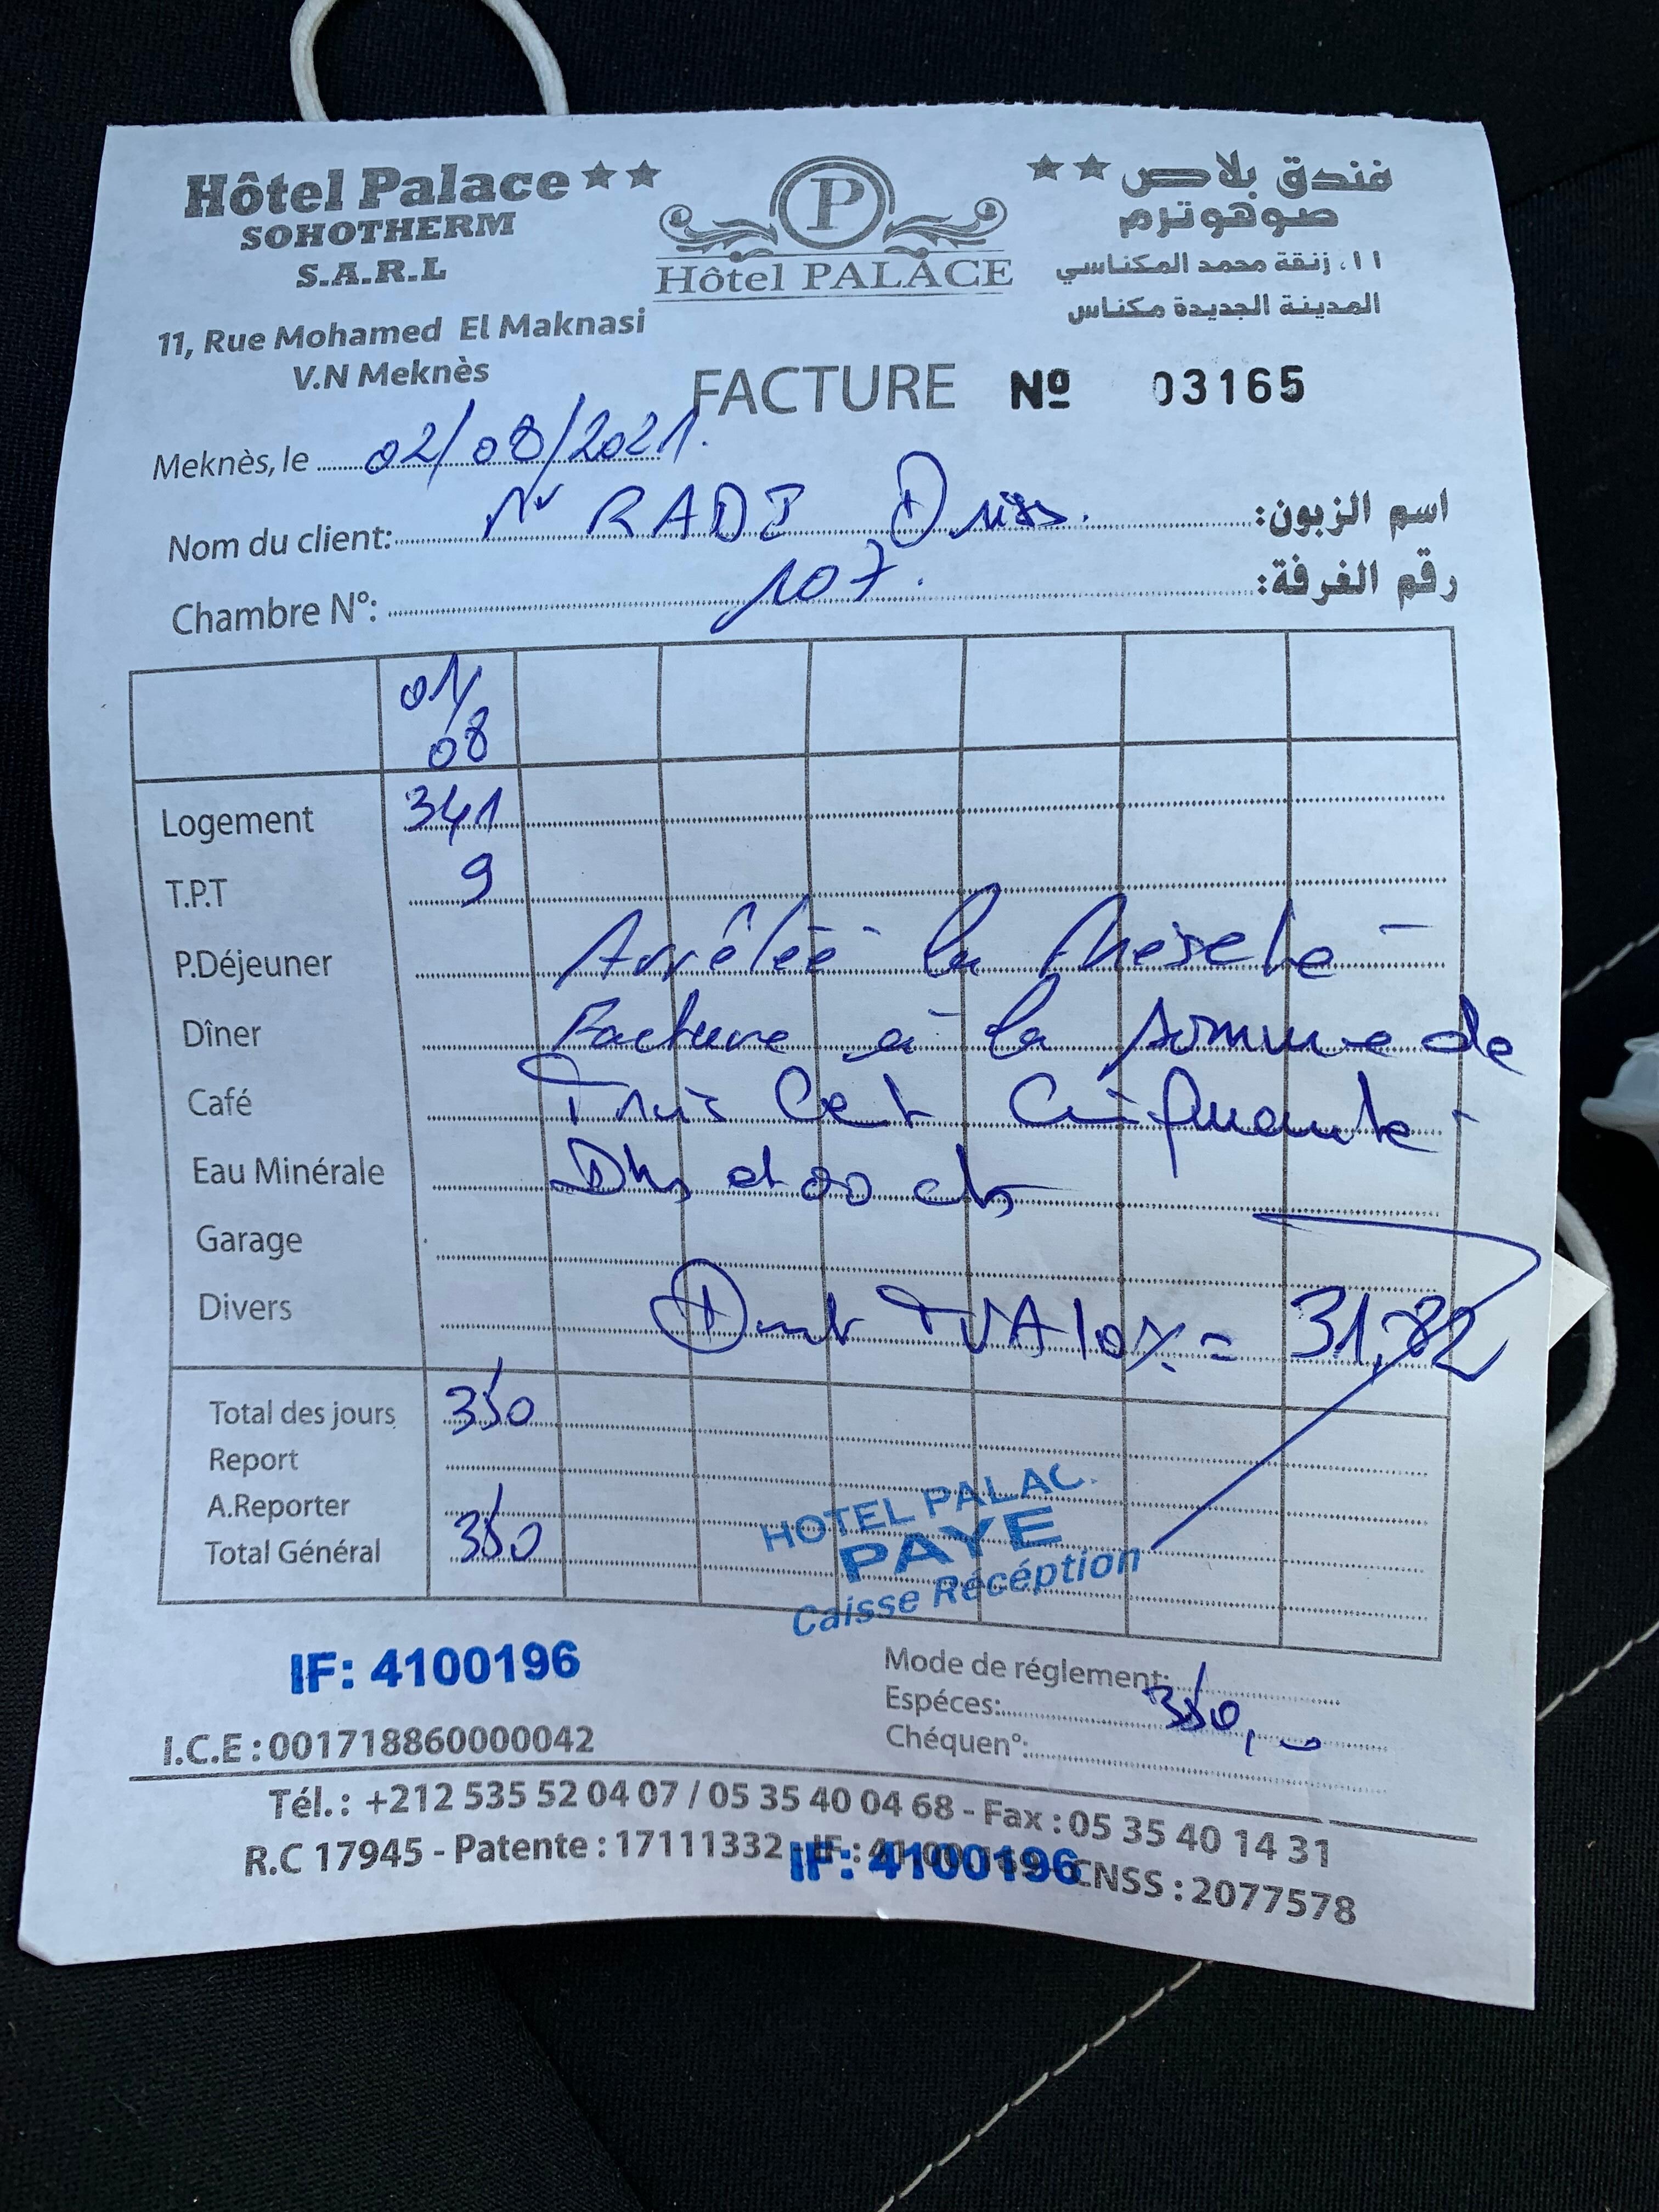 Hôtel Palace ★★
SOHOTHERM
S.A.R.L
11, Rue Mohamed El Maknasi
V.N Meknès
P
Hôtel PALACE
★★ فندق بلاص
صوهوترم
11، زنقة محمد المكناسي
المدينة الجديدة مكناس
FACTURE Nº 03165
Meknès, le 02/08/2021.
Nom du client: Mr RADI Driss. اسم الزبون:
Chambre N°: 107. رقم الغرفة:
01/08
Logement 341
T.P.T 9
P.Déjeuner Arrêtée la présente
Dîner Facture à la somme de
Café Trois Cent Cinquante
Eau Minérale Dhs et 00 cts
Garage
Divers Dont TVA 10% = 31,82
Total des jours 350
Report
A.Reporter
Total Général 350
HOTEL PALAC
PAYE
Caisse Récéption
IF: 4100196
Mode de réglement:
Espéces: 350,-
Chéquen°:
I.C.E : 001718860000042
Tél. : +212 535 52 04 07 / 05 35 40 04 68 - Fax : 05 35 40 14 31
R.C 17945 - Patente : 17111332 - IF: 4100196 CNSS : 2077578